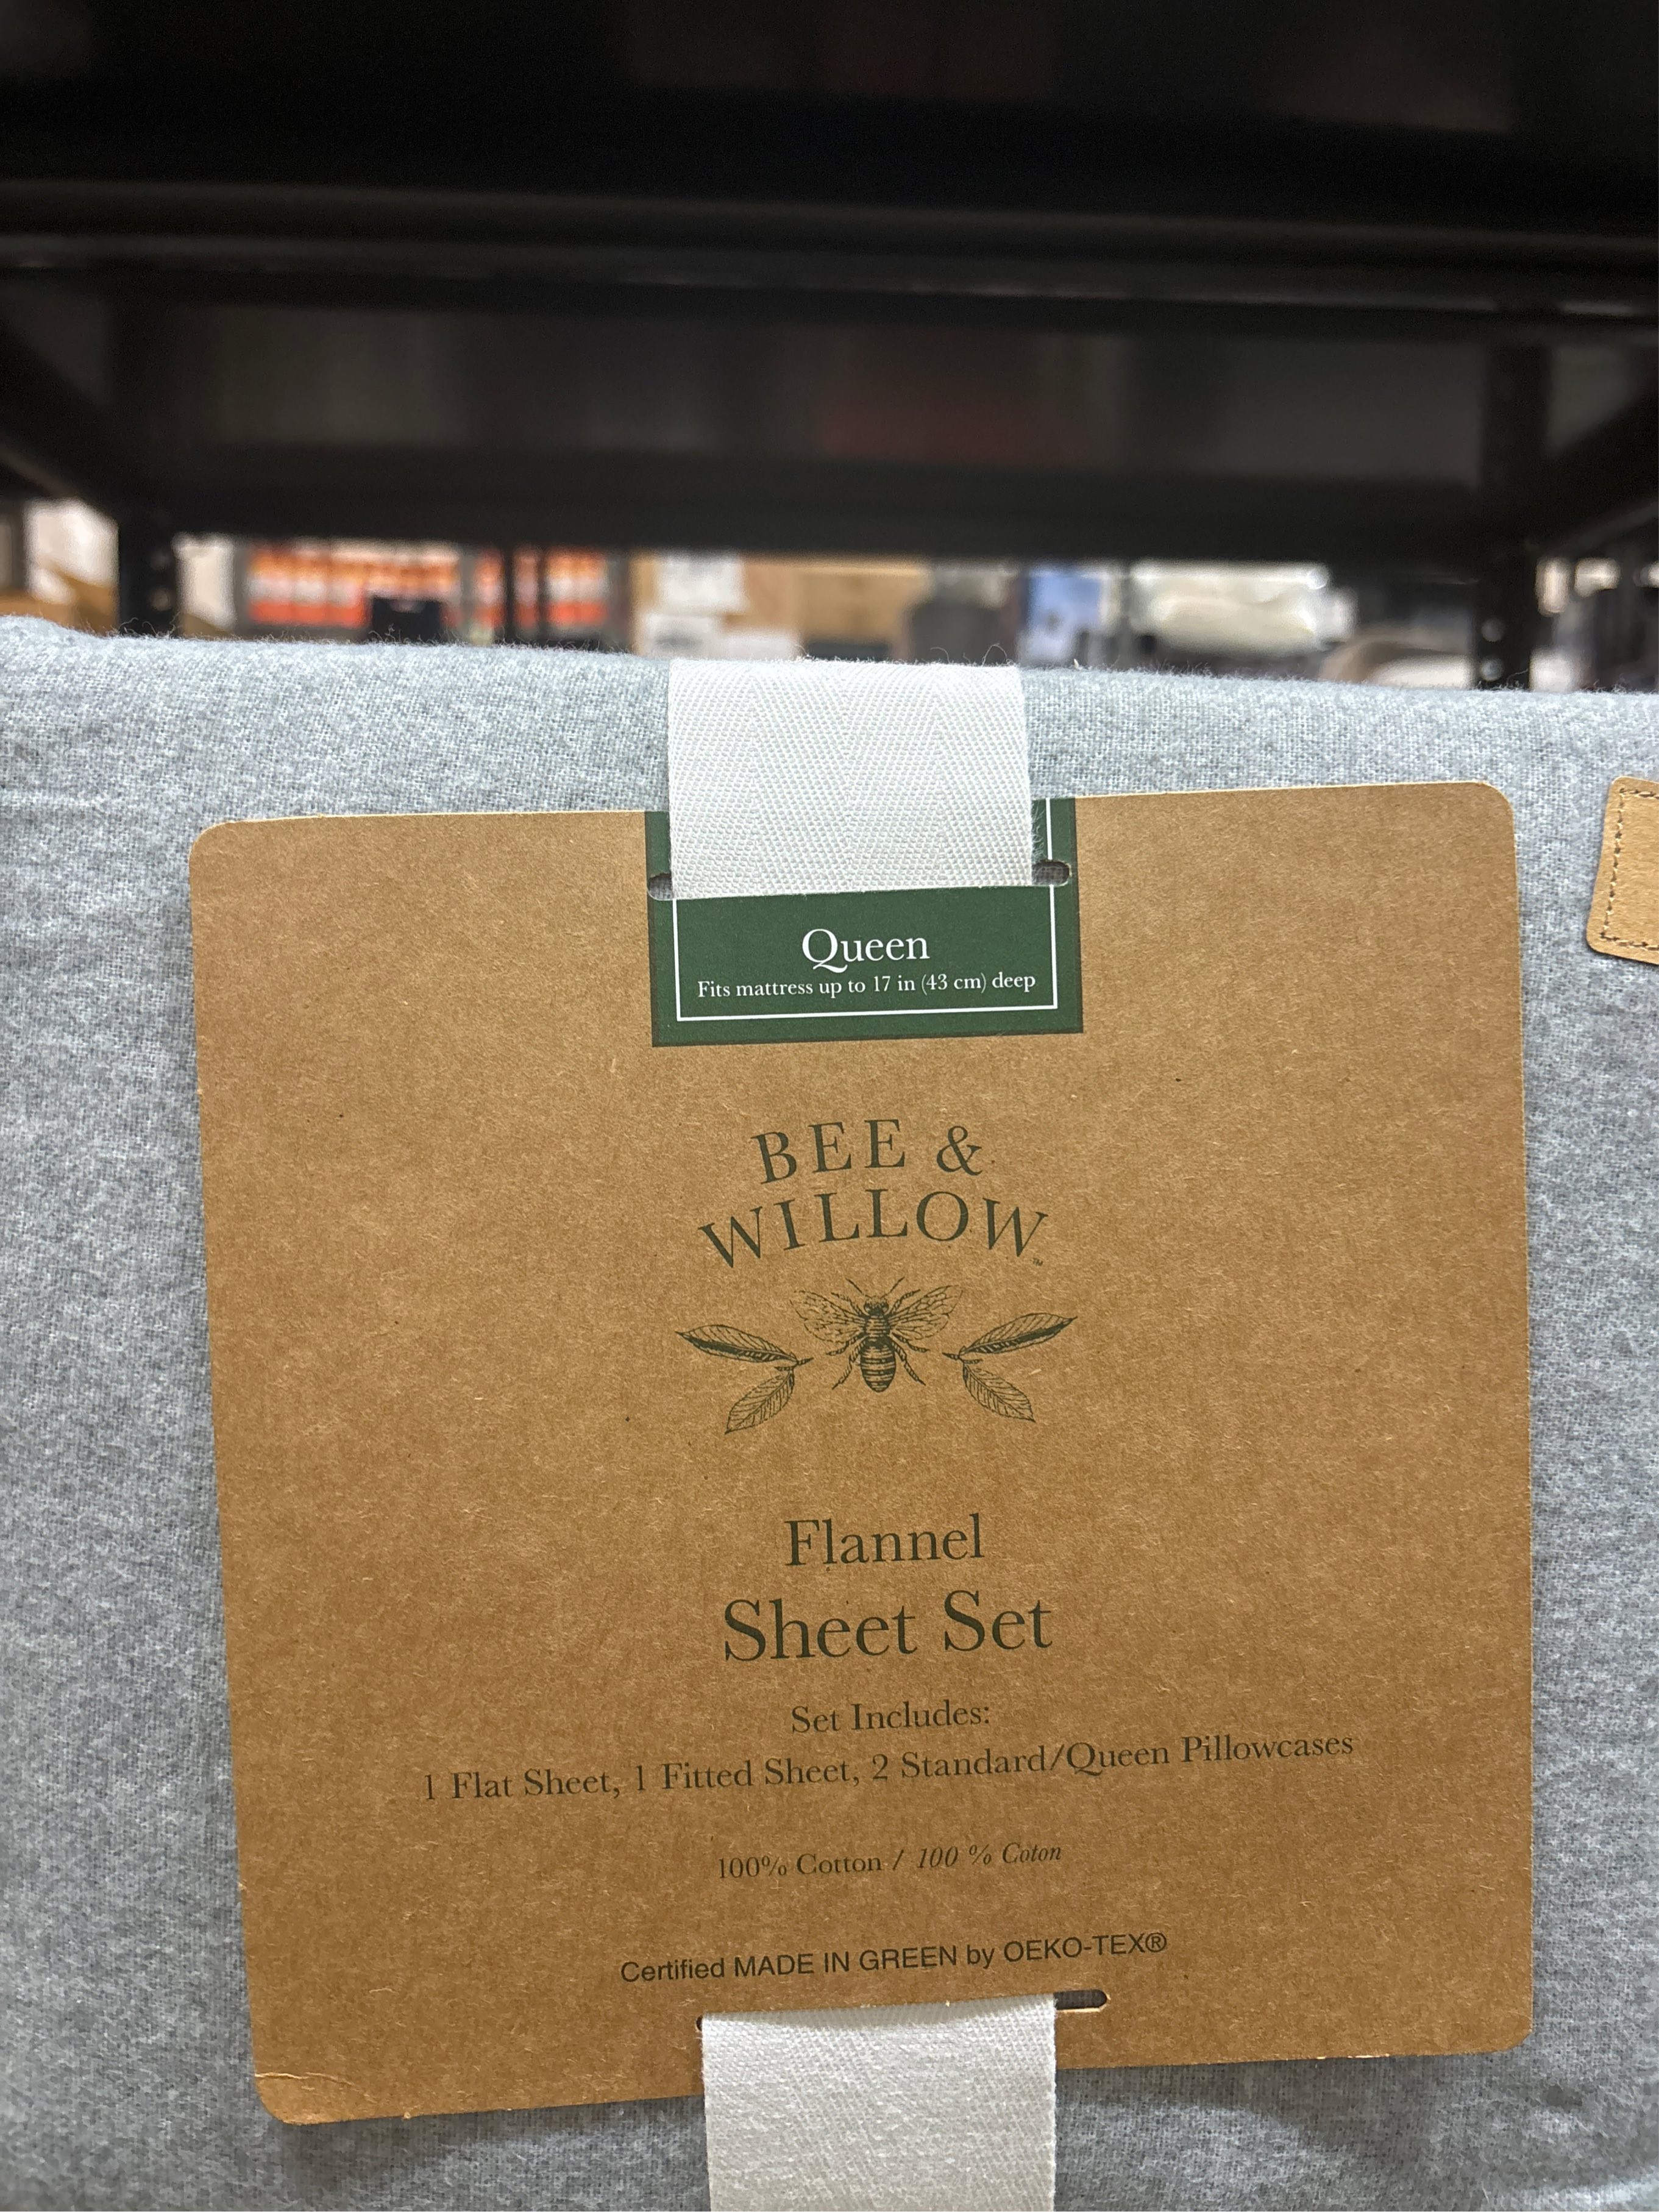 Queen
Fits mattress up to 17 in (43 cm) deep
BEE &
WILLOW™
Flannel
Sheet Set
Set Includes:
1 Flat Sheet, 1 Fitted Sheet, 2 Standard/Queen Pillowcases
100% Cotton / 100 % Coton
Certified MADE IN GREEN by OEKO-TEX®